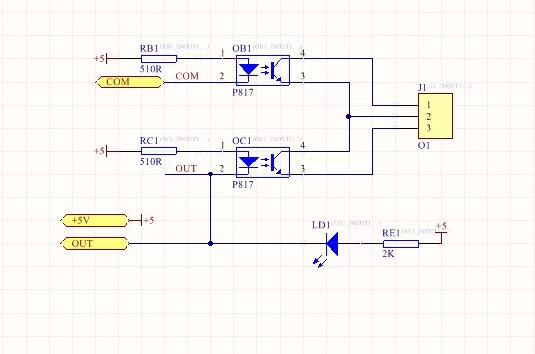 RB1 OB1
+5 1 4
510R
COM COM 2 3
P817
J1
1
2
3
O1
RC1 OC1
+5 1 4
510R
OUT 2 3
P817
+5V +5
LD1 +5
OUT RE1
2K